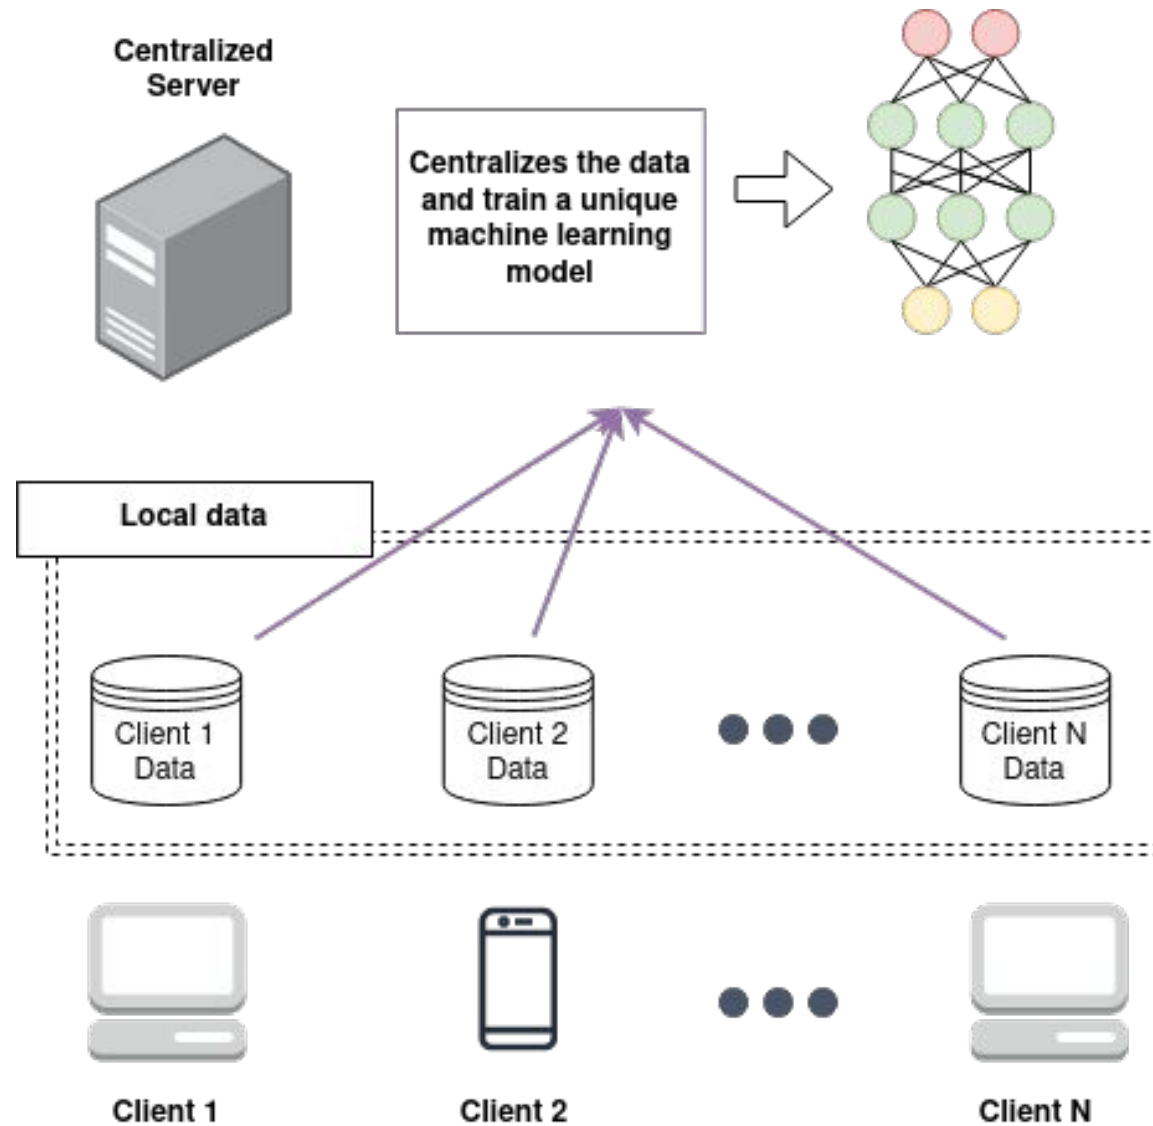 Centralized
Server
Centralizes the data
and train a unique
machine learning
model
Local data
Client 1
Data
Client 2
Data
Client N
Data
Client 1
Client 2
Client N